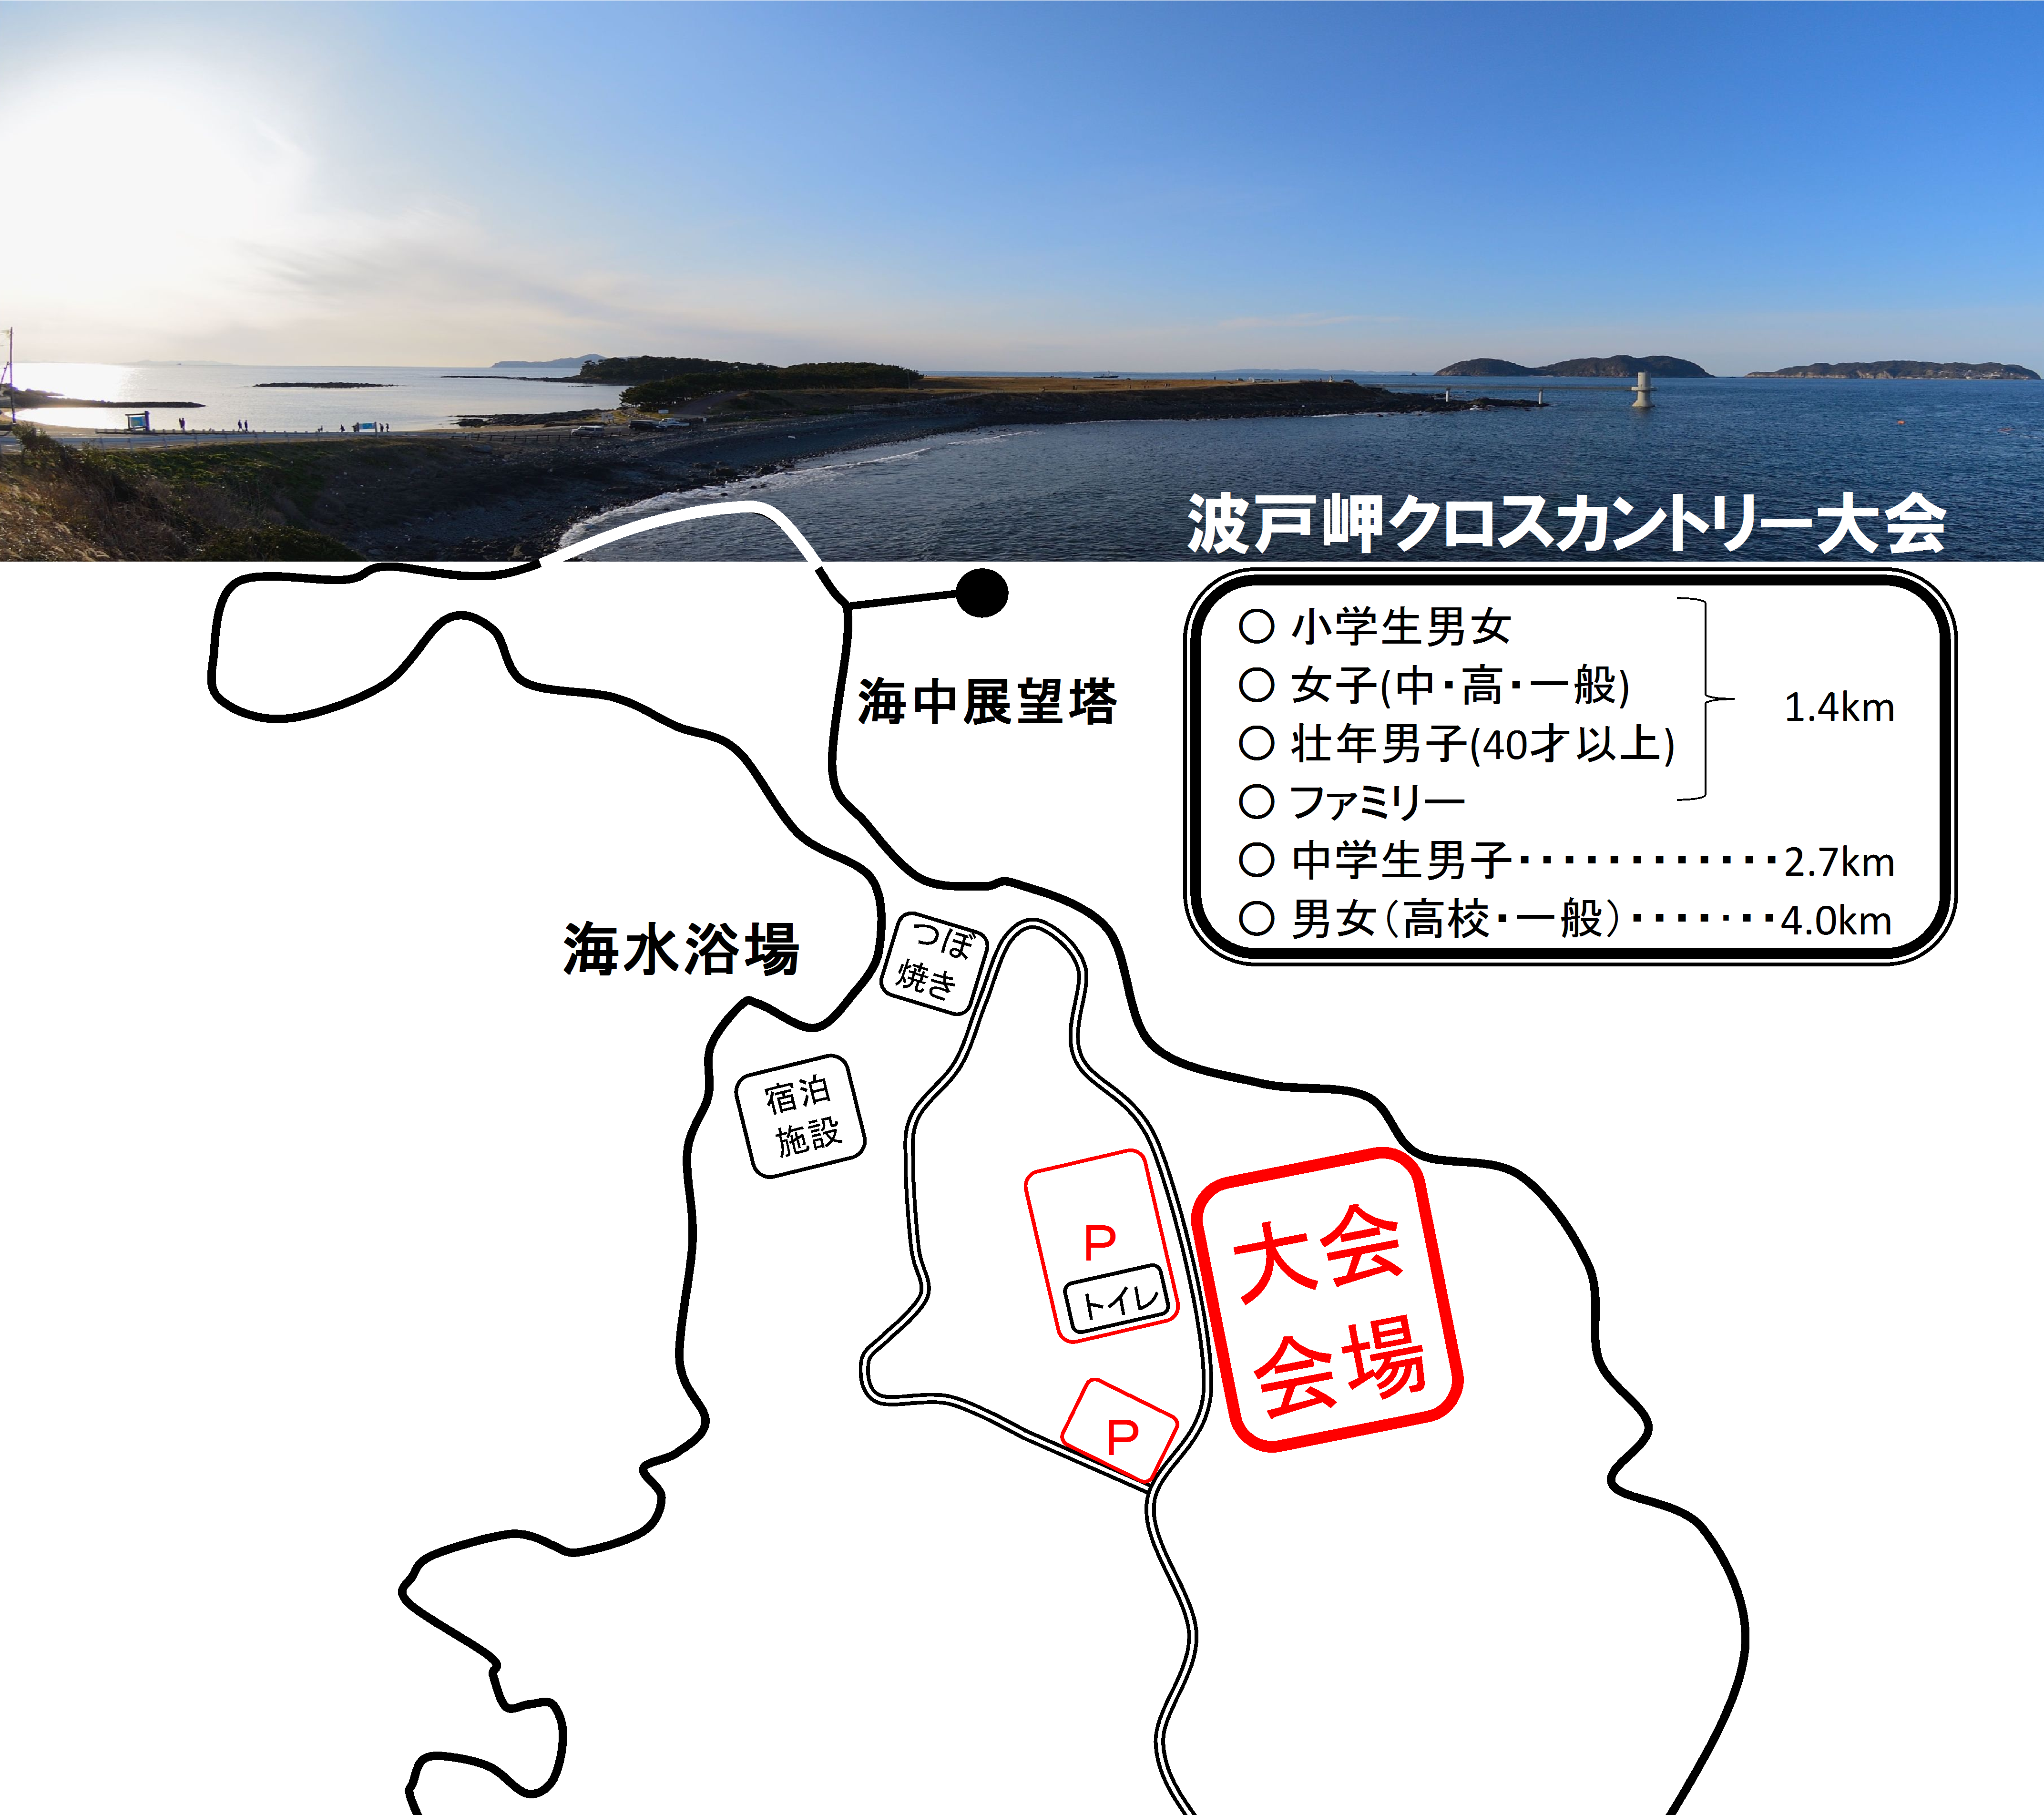 波戸岬クロスカントリー大会
○ 小学生男女
○ 女子(中・高・一般)
○ 壮年男子(40才以上)
○ ファミリー
1.4km
○ 中学生男子・・・・・・・・・・・・2.7km
○ 男女（高校・一般）・・・・・・・4.0km
海中展望塔
海水浴場
つぼ
焼き
宿泊
施設
P
トイレ
P
大会
会場